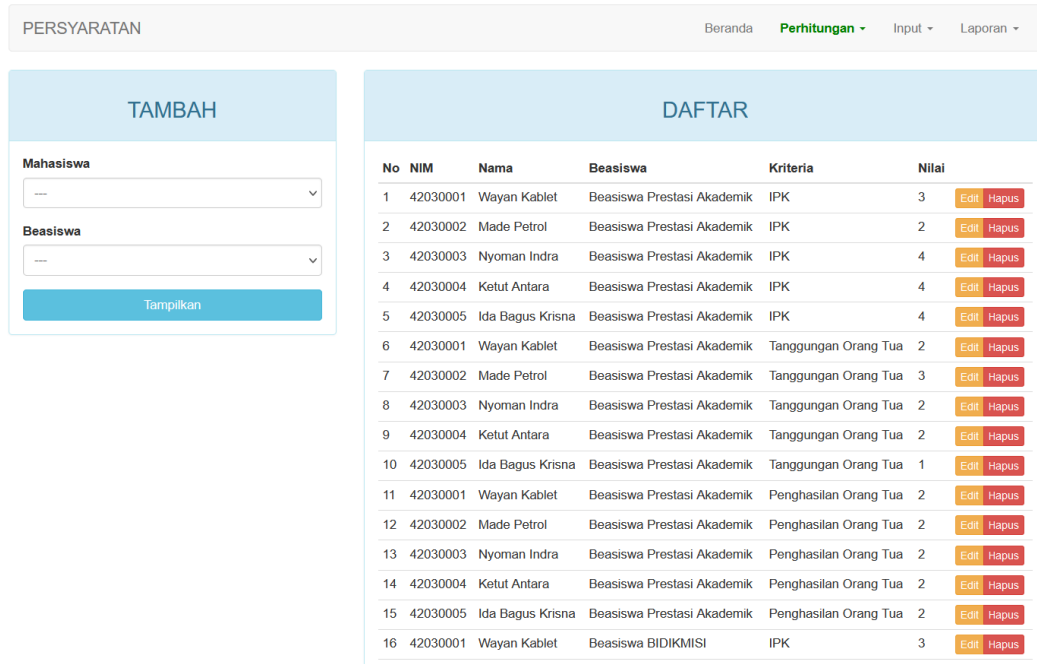 PERSYARATAN Beranda Perhitungan Input Laporan
TAMBAH
Mahasiswa
---
Beasiswa
---
Tampilkan
DAFTAR
No NIM Nama Beasiswa Kriteria Nilai
1 42030001 Wayan Kablet Beasiswa Prestasi Akademik IPK 3 Edit Hapus
2 42030002 Made Petrol Beasiswa Prestasi Akademik IPK 2 Edit Hapus
3 42030003 Nyoman Indra Beasiswa Prestasi Akademik IPK 4 Edit Hapus
4 42030004 Ketut Antara Beasiswa Prestasi Akademik IPK 4 Edit Hapus
5 42030005 Ida Bagus Krisna Beasiswa Prestasi Akademik IPK 4 Edit Hapus
6 42030001 Wayan Kablet Beasiswa Prestasi Akademik Tanggungan Orang Tua 2 Edit Hapus
7 42030002 Made Petrol Beasiswa Prestasi Akademik Tanggungan Orang Tua 3 Edit Hapus
8 42030003 Nyoman Indra Beasiswa Prestasi Akademik Tanggungan Orang Tua 2 Edit Hapus
9 42030004 Ketut Antara Beasiswa Prestasi Akademik Tanggungan Orang Tua 2 Edit Hapus
10 42030005 Ida Bagus Krisna Beasiswa Prestasi Akademik Tanggungan Orang Tua 1 Edit Hapus
11 42030001 Wayan Kablet Beasiswa Prestasi Akademik Penghasilan Orang Tua 2 Edit Hapus
12 42030002 Made Petrol Beasiswa Prestasi Akademik Penghasilan Orang Tua 2 Edit Hapus
13 42030003 Nyoman Indra Beasiswa Prestasi Akademik Penghasilan Orang Tua 2 Edit Hapus
14 42030004 Ketut Antara Beasiswa Prestasi Akademik Penghasilan Orang Tua 2 Edit Hapus
15 42030005 Ida Bagus Krisna Beasiswa Prestasi Akademik Penghasilan Orang Tua 2 Edit Hapus
16 42030001 Wayan Kablet Beasiswa BIDIKMISI IPK 3 Edit Hapus